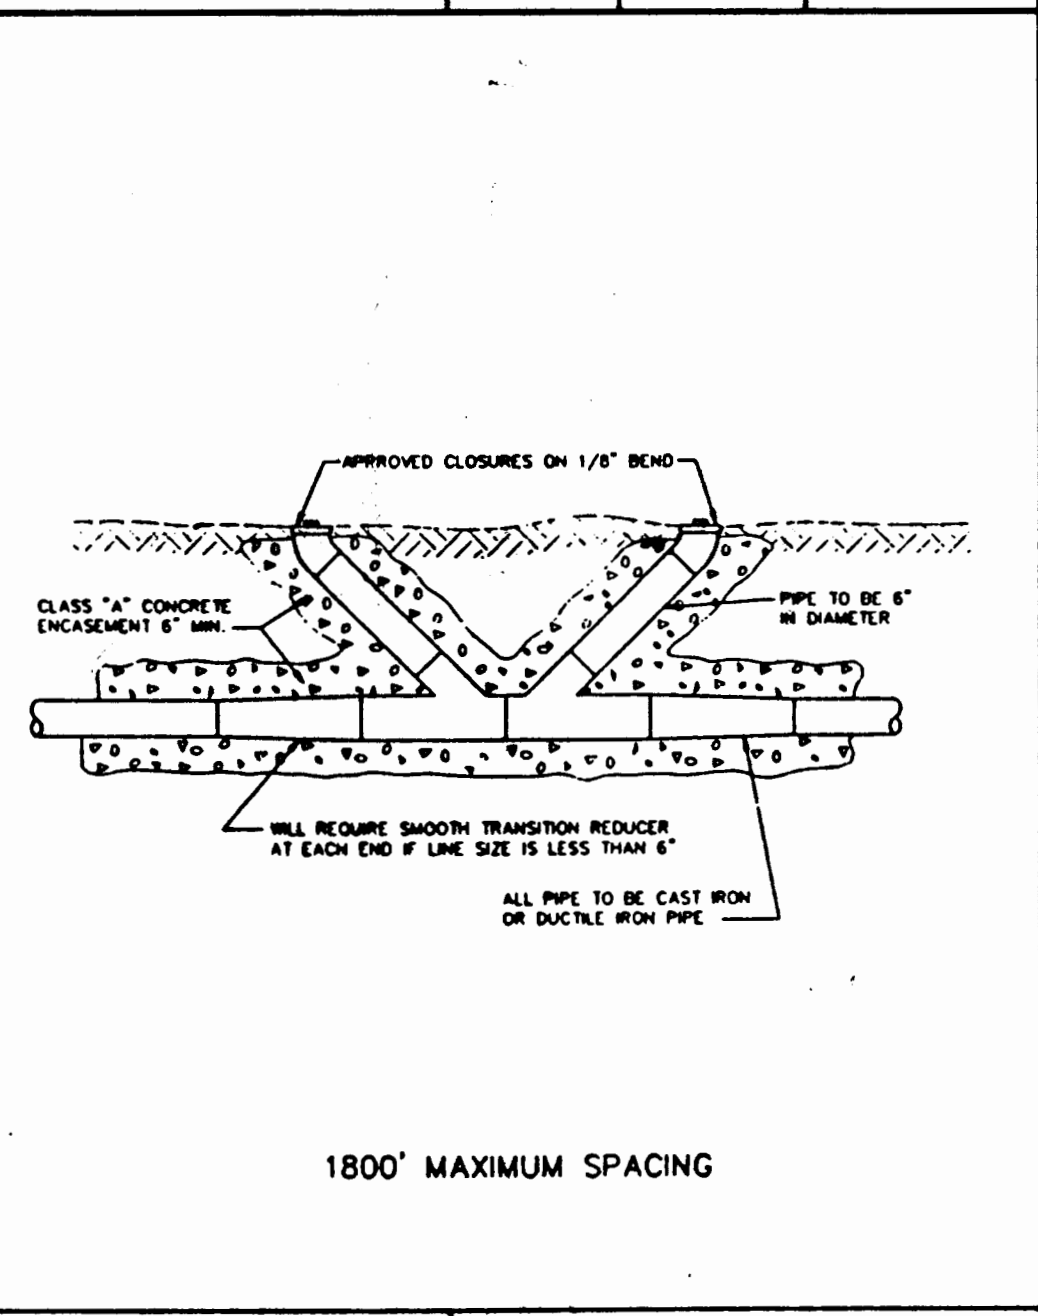 APPROVED CLOSURES ON 1/8" BEND
CLASS "A" CONCRETE
ENCASEMENT 6" MIN.
PIPE TO BE 6"
IN DIAMETER
WILL REQUIRE SMOOTH TRANSITION REDUCER
AT EACH END IF LINE SIZE IS LESS THAN 6"
ALL PIPE TO BE CAST IRON
OR DUCTILE IRON PIPE
1800' MAXIMUM SPACING